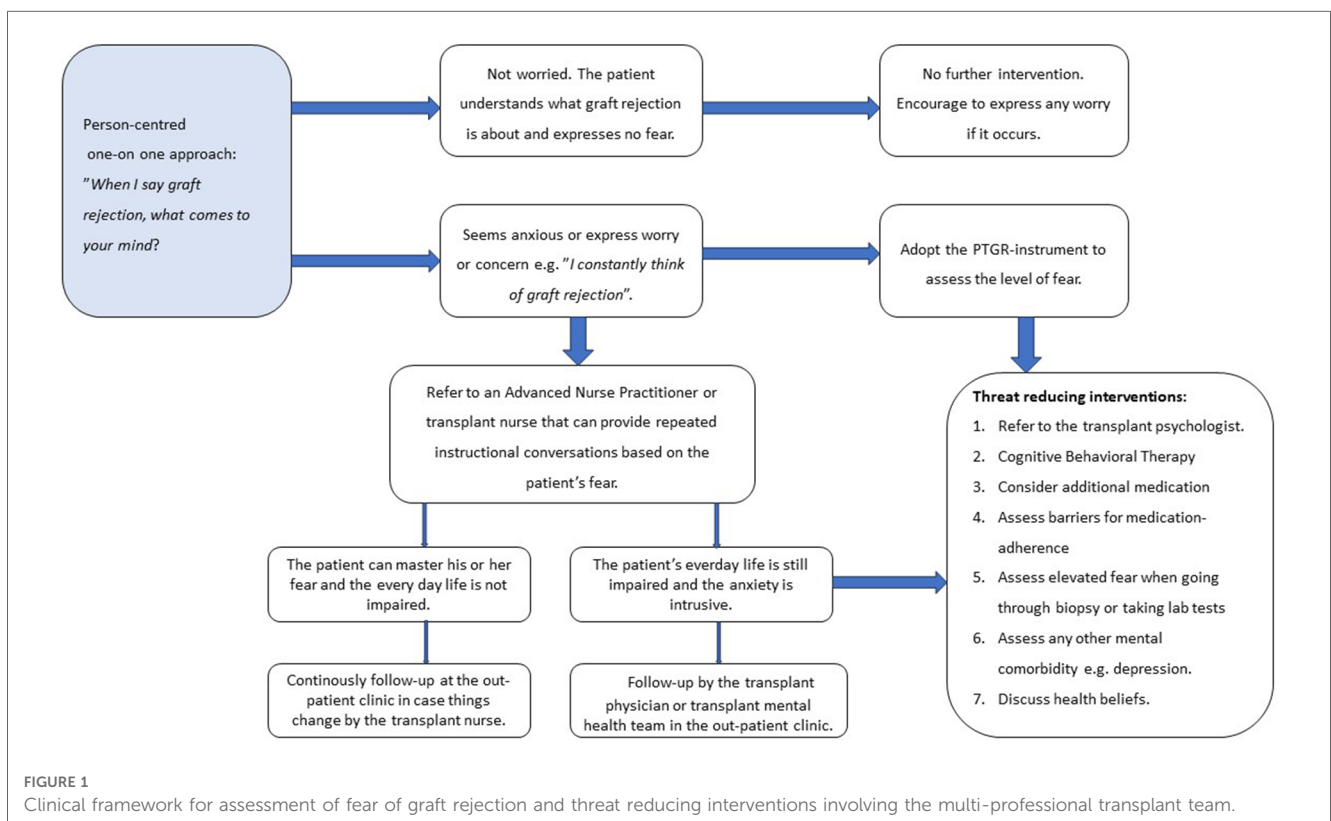 Person-centred
one-on one approach:
"When I say graft
rejection, what comes to
your mind?
Not worried. The patient
understands what graft rejection
is about and expresses no fear.
No further intervention.
Encourage to express any worry
if it occurs.
Seems anxious or express worry
or concern e.g. "I constantly think
of graft rejection".
Adopt the PTGR-instrument to
assess the level of fear.
Refer to an Advanced Nurse Practitioner or
transplant nurse that can provide repeated
instructional conversations based on the
patient's fear.
The patient can master his or her
fear and the every day life is not
impaired.
The patient's everday life is still
impaired and the anxiety is
intrusive.
Continously follow-up at the out-
patient clinic in case things
change by the transplant nurse.
Follow-up by the transplant
physician or transplant mental
health team in the out-patient clinic.
Threat reducing interventions:
1. Refer to the transplant psychologist.
2. Cognitive Behavioral Therapy
3. Consider additional medication
4. Assess barriers for medication-
adherence
5. Assess elevated fear when going
through biopsy or taking lab tests
6. Assess any other mental
comorbidity e.g. depression.
7. Discuss health beliefs.
FIGURE 1
Clinical framework for assessment of fear of graft rejection and threat reducing interventions involving the multi-professional transplant team.